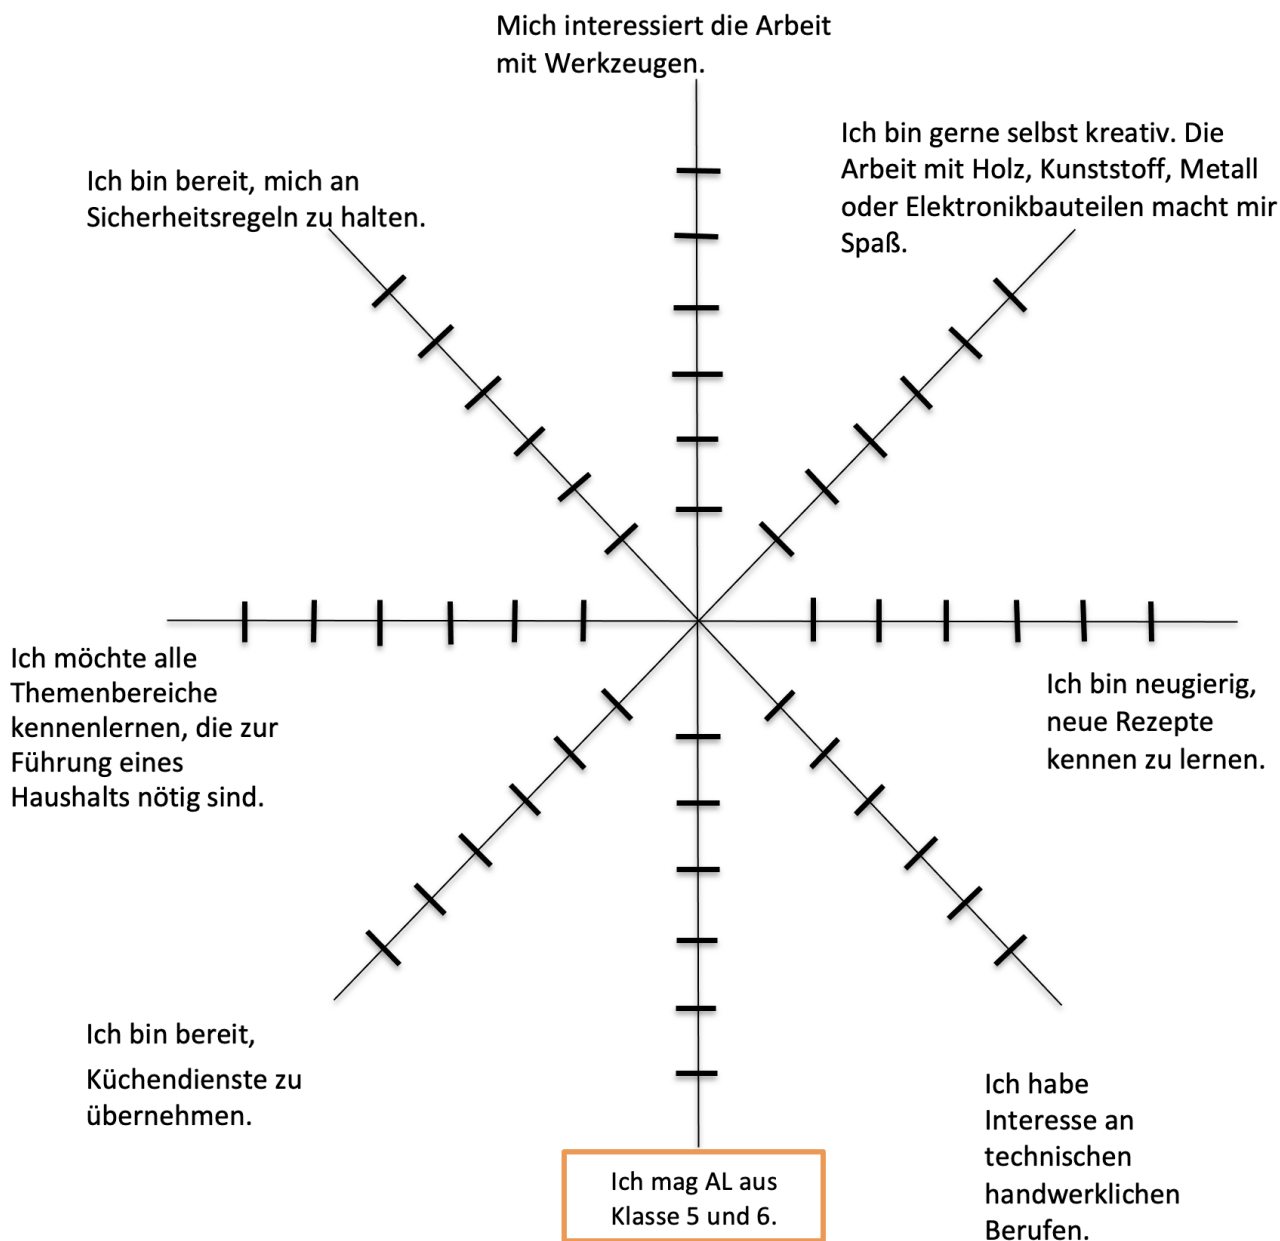 Mich interessiert die Arbeit
mit Werkzeugen.
Ich bin gerne selbst kreativ. Die
Arbeit mit Holz, Kunststoff, Metall
oder Elektronikbauteilen macht mir
Spaß.
Ich bin bereit, mich an
Sicherheitsregeln zu halten.
Ich möchte alle
Themenbereiche
kennenlernen, die zur
Führung eines
Haushalts nötig sind.
Ich bin neugierig,
neue Rezepte
kennen zu lernen.
Ich bin bereit,
Küchendienste zu
übernehmen.
Ich habe
Interesse an
technischen
handwerklichen
Berufen.
Ich mag AL aus
Klasse 5 und 6.